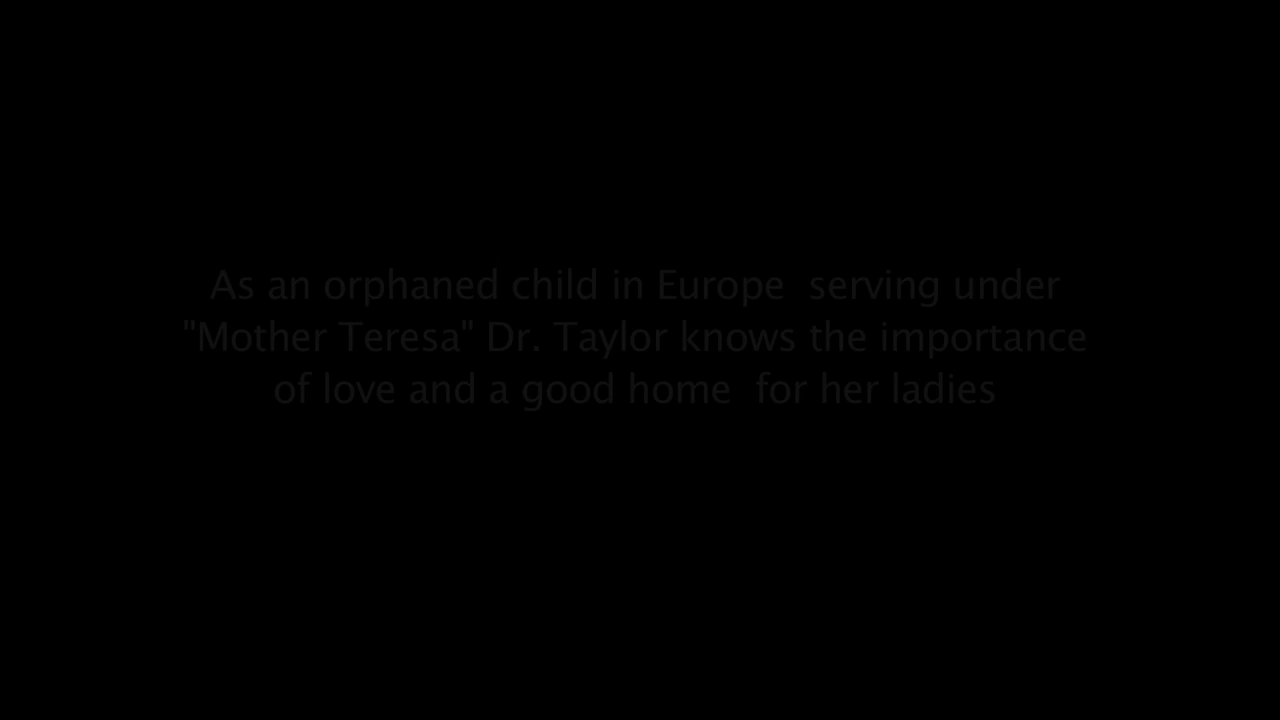 As an orphaned child in Europe  serving under
"Mother Teresa" Dr. Taylor knows the importance
of love and a good home  for her ladies